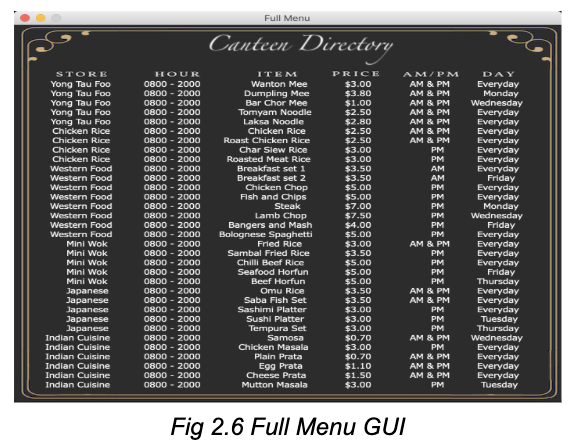 Full Menu
Canteen Directory
STORE HOUR ITEM PRICE AM/PM DAY
Yong Tau Foo 0800 - 2000 Wanton Mee $3.00 AM & PM Everyday
Yong Tau Foo 0800 - 2000 Dumpling Mee $3.80 AM & PM Monday
Yong Tau Foo 0800 - 2000 Bar Chor Mee $1.00 AM & PM Wednesday
Yong Tau Foo 0800 - 2000 Tomyam Noodle $2.50 AM & PM Everyday
Yong Tau Foo 0800 - 2000 Laksa Noodle $2.80 AM & PM Everyday
Chicken Rice 0800 - 2000 Chicken Rice $2.50 AM & PM Everyday
Chicken Rice 0800 - 2000 Roast Chicken Rice $2.50 AM & PM Everyday
Chicken Rice 0800 - 2000 Char Siew Rice $3.00 PM Everyday
Chicken Rice 0800 - 2000 Roasted Meat Rice $3.00 PM Everyday
Western Food 0800 - 2000 Breakfast set 1 $3.50 AM Everyday
Western Food 0800 - 2000 Breakfast set 2 $3.50 AM Friday
Western Food 0800 - 2000 Chicken Chop $5.00 PM Everyday
Western Food 0800 - 2000 Fish and Chips $5.00 PM Everyday
Western Food 0800 - 2000 Steak $7.00 PM Monday
Western Food 0800 - 2000 Lamb Chop $7.50 PM Wednesday
Western Food 0800 - 2000 Bangers and Mash $4.00 PM Friday
Western Food 0800 - 2000 Bolognese Spaghetti $5.00 PM Everyday
Mini Wok 0800 - 2000 Fried Rice $3.00 AM & PM Everyday
Mini Wok 0800 - 2000 Sambal Fried Rice $3.50 PM Everyday
Mini Wok 0800 - 2000 Chilli Beef Rice $5.00 PM Everyday
Mini Wok 0800 - 2000 Seafood Horfun $5.00 PM Friday
Mini Wok 0800 - 2000 Beef Horfun $5.00 PM Thursday
Japanese 0800 - 2000 Omu Rice $3.50 AM & PM Everyday
Japanese 0800 - 2000 Saba Fish Set $3.50 AM & PM Everyday
Japanese 0800 - 2000 Sashimi Platter $3.00 PM Everyday
Japanese 0800 - 2000 Sushi Platter $3.00 PM Tuesday
Japanese 0800 - 2000 Tempura Set $3.00 PM Thursday
Indian Cuisine 0800 - 2000 Samosa $0.70 AM & PM Wednesday
Indian Cuisine 0800 - 2000 Chicken Masala $3.00 PM Everyday
Indian Cuisine 0800 - 2000 Plain Prata $0.70 AM & PM Everyday
Indian Cuisine 0800 - 2000 Egg Prata $1.10 AM & PM Everyday
Indian Cuisine 0800 - 2000 Cheese Prata $1.50 AM & PM Everyday
Indian Cuisine 0800 - 2000 Mutton Masala $3.00 PM Tuesday
Fig 2.6 Full Menu GUI